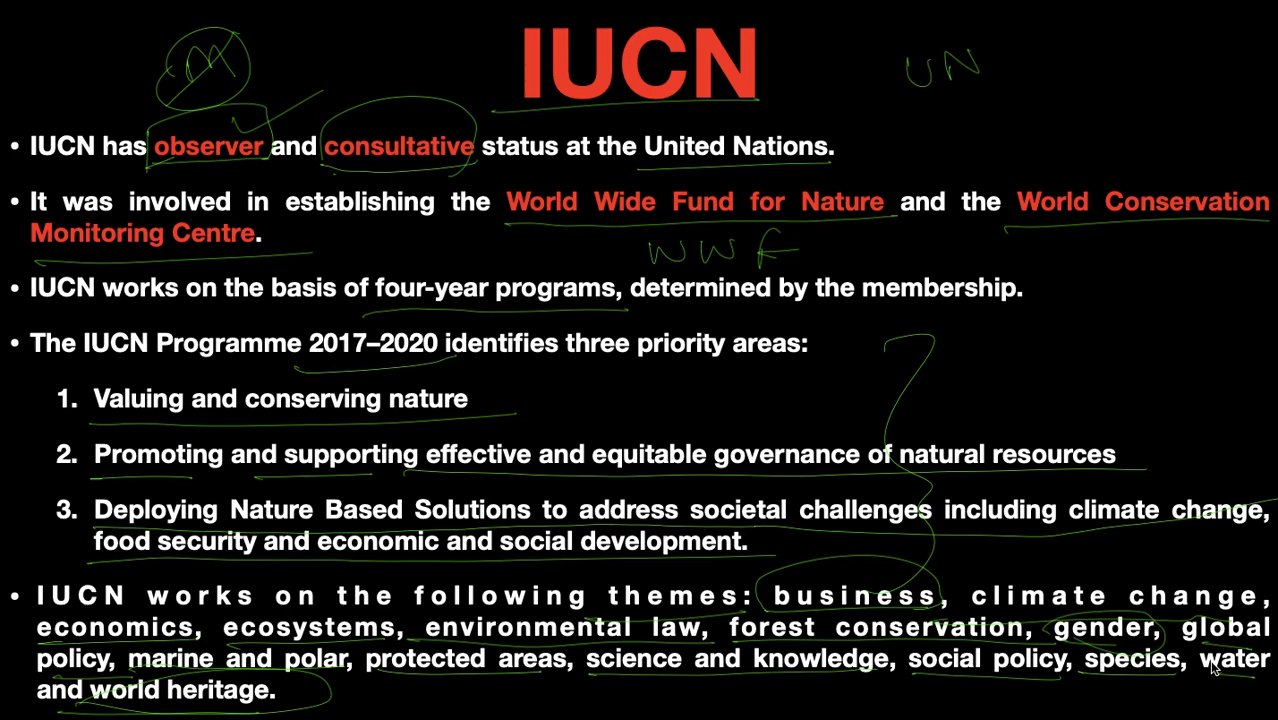 IUCN
UN
M
• IUCN has observer and consultative status at the United Nations.
• It was involved in establishing the World Wide Fund for Nature and the World Conservation
Monitoring Centre.
WWF
• IUCN works on the basis of four-year programs, determined by the membership.
• The IUCN Programme 2017–2020 identifies three priority areas:
1. Valuing and conserving nature
2. Promoting and supporting effective and equitable governance of natural resources
3. Deploying Nature Based Solutions to address societal challenges including climate change,
food security and economic and social development.
• IUCN works on the following themes: business, climate change,
economics, ecosystems, environmental law, forest conservation, gender, global
policy, marine and polar, protected areas, science and knowledge, social policy, species, water
and world heritage.